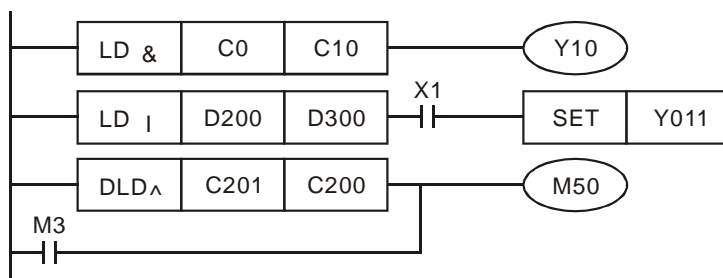 LD & C0 C10 Y10
X1
LD | D200 D300 SET Y011
DLD^ C201 C200 M50
M3